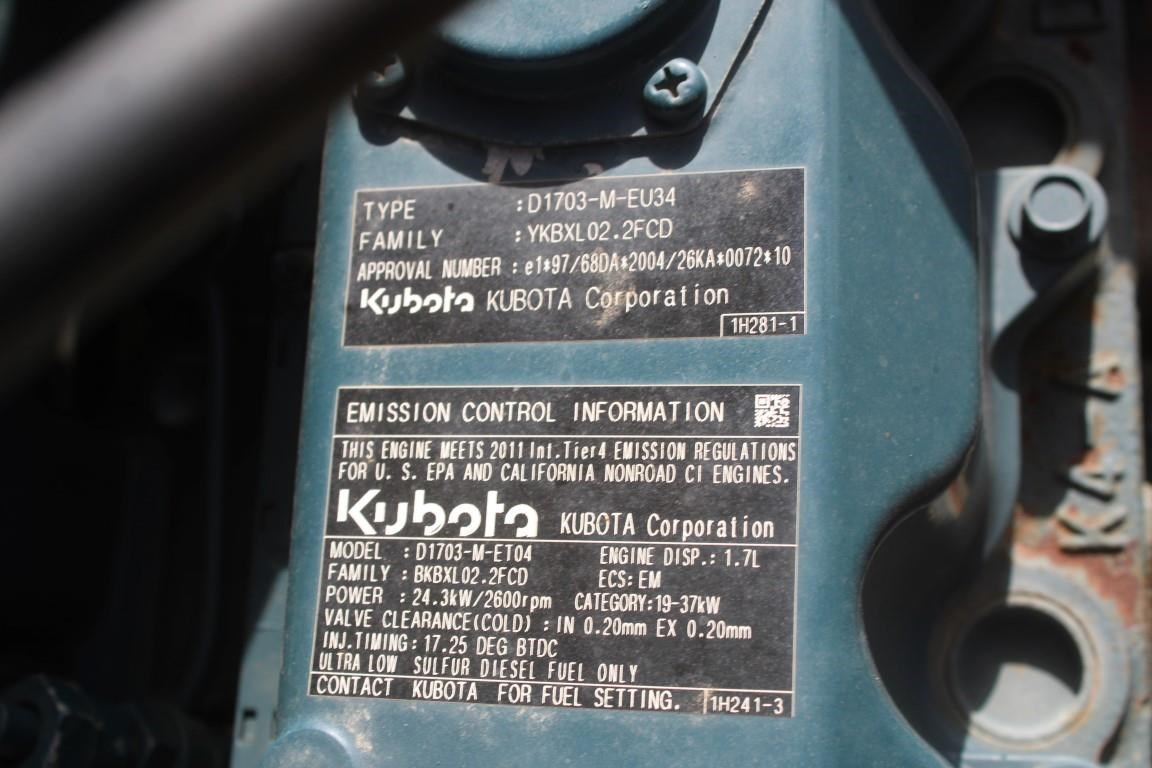 TYPE :D1703-M-EU34
FAMILY :YKBXL02.2FCD
APPROVAL NUMBER :e1*97/68DA*2004/26KA*0072*10
Kubota KUBOTA Corporation
1H281-1
EMISSION CONTROL INFORMATION
THIS ENGINE MEETS 2011 Int.Tier4 EMISSION REGULATIONS
FOR U. S. EPA AND CALIFORNIA NONROAD CI ENGINES.
Kubota KUBOTA Corporation
MODEL :D1703-M-ET04 ENGINE DISP.: 1.7L
FAMILY :BKBXL02.2FCD ECS: EM
POWER :24.3kW/2600rpm CATEGORY:19-37kW
VALVE CLEARANCE(COLD) : IN 0.20mm EX 0.20mm
INJ.TIMING: 17.25 DEG BTDC
ULTRA LOW SULFUR DIESEL FUEL ONLY
CONTACT KUBOTA FOR FUEL SETTING. 1H241-3